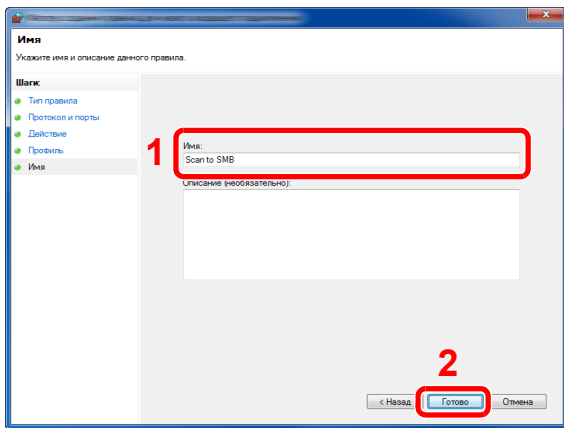 Имя
Укажите имя и описание данного правила.
Шаги:
Тип правила
Протокол и порты
Действие
Профиль
Имя
1
Имя:
Scan to SMB
Описание (необязательно):
2
< Назад
Готово
Отмена